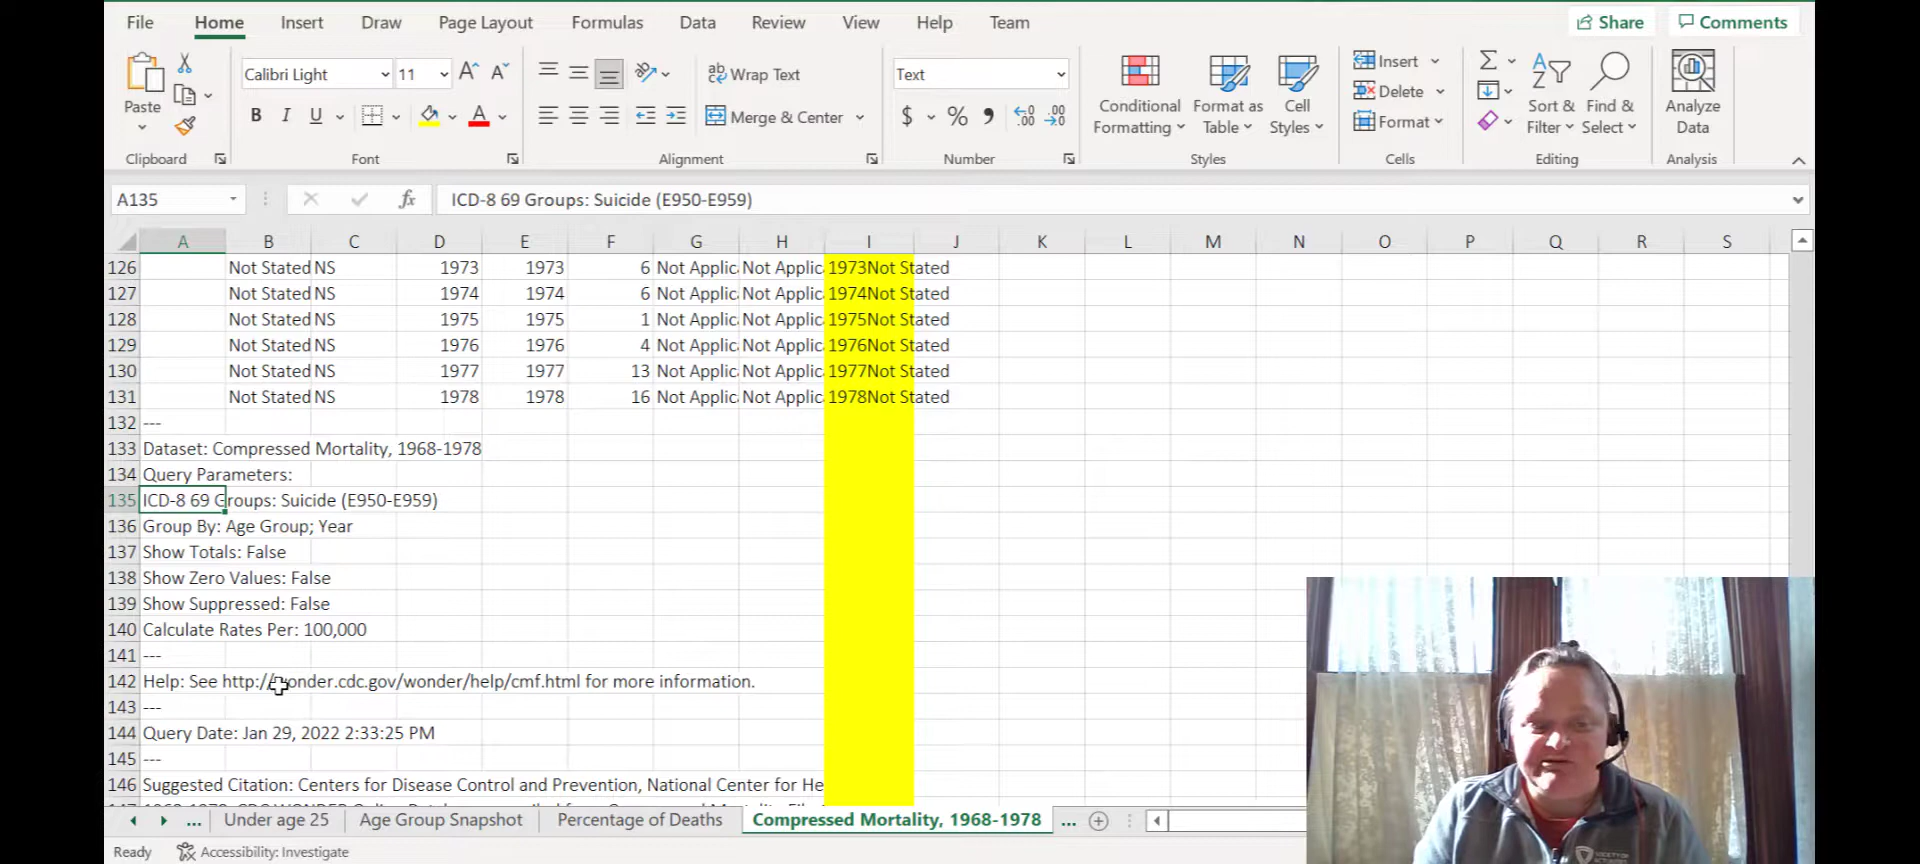 File Home Insert Draw Page Layout Formulas Data Review View Help Team Share Comments
Calibri Light 11 A A ab Wrap Text Text Insert
Paste B I U A Merge & Center $ % Conditional Formatting Format as Table Cell Styles Delete Format Sort & Filter Find & Select Analyze Data
Clipboard Font Alignment Number Styles Cells Editing Analysis
A135 fx ICD-8 69 Groups: Suicide (E950-E959)
A B C D E F G H I J K L M N O P Q R S
126 Not Stated NS 1973 1973 6 Not Applic Not Applic 1973Not Stated
127 Not Stated NS 1974 1974 6 Not Applic Not Applic 1974Not Stated
128 Not Stated NS 1975 1975 1 Not Applic Not Applic 1975Not Stated
129 Not Stated NS 1976 1976 4 Not Applic Not Applic 1976Not Stated
130 Not Stated NS 1977 1977 13 Not Applic Not Applic 1977Not Stated
131 Not Stated NS 1978 1978 16 Not Applic Not Applic 1978Not Stated
132 ---
133 Dataset: Compressed Mortality, 1968-1978
134 Query Parameters:
135 ICD-8 69 Groups: Suicide (E950-E959)
136 Group By: Age Group; Year
137 Show Totals: False
138 Show Zero Values: False
139 Show Suppressed: False
140 Calculate Rates Per: 100,000
141 ---
142 Help: See http://wonder.cdc.gov/wonder/help/cmf.html for more information.
143 ---
144 Query Date: Jan 29, 2022 2:33:25 PM
145 ---
146 Suggested Citation: Centers for Disease Control and Prevention, National Center for He
... Under age 25 Age Group Snapshot Percentage of Deaths Compressed Mortality, 1968-1978 ...
Ready Accessibility: Investigate